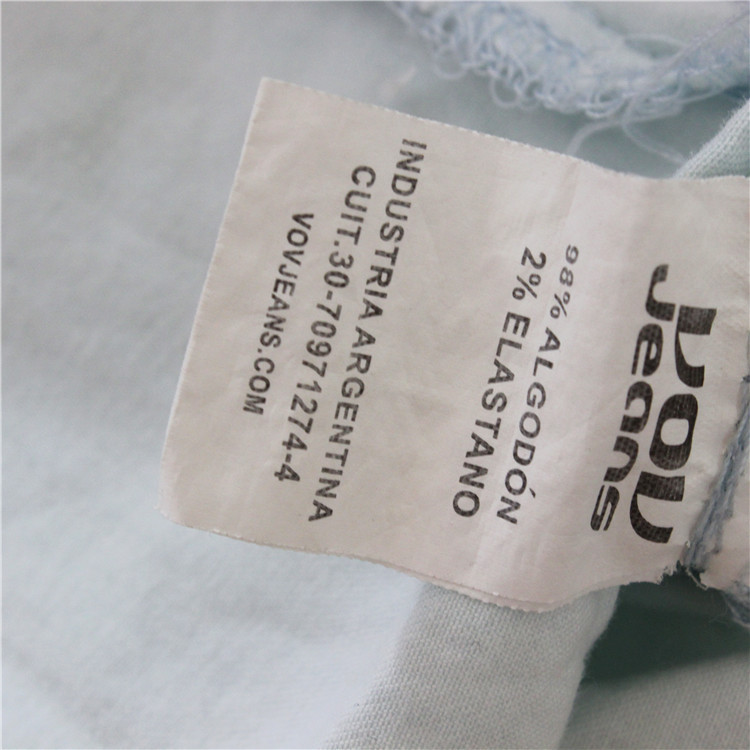 VOV
Jeans
98% ALGODÓN
2% ELASTANO
INDUSTRIA ARGENTINA
CUIT.30-70971274-4
VOVJEANS.COM